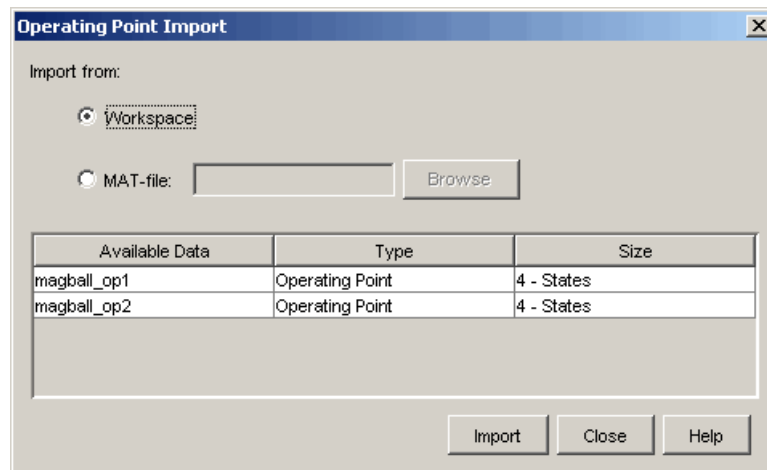 Operating Point Import
Import from:
Workspace
MAT-file: Browse
Available Data Type Size
magball_op1 Operating Point 4 - States
magball_op2 Operating Point 4 - States
Import Close Help